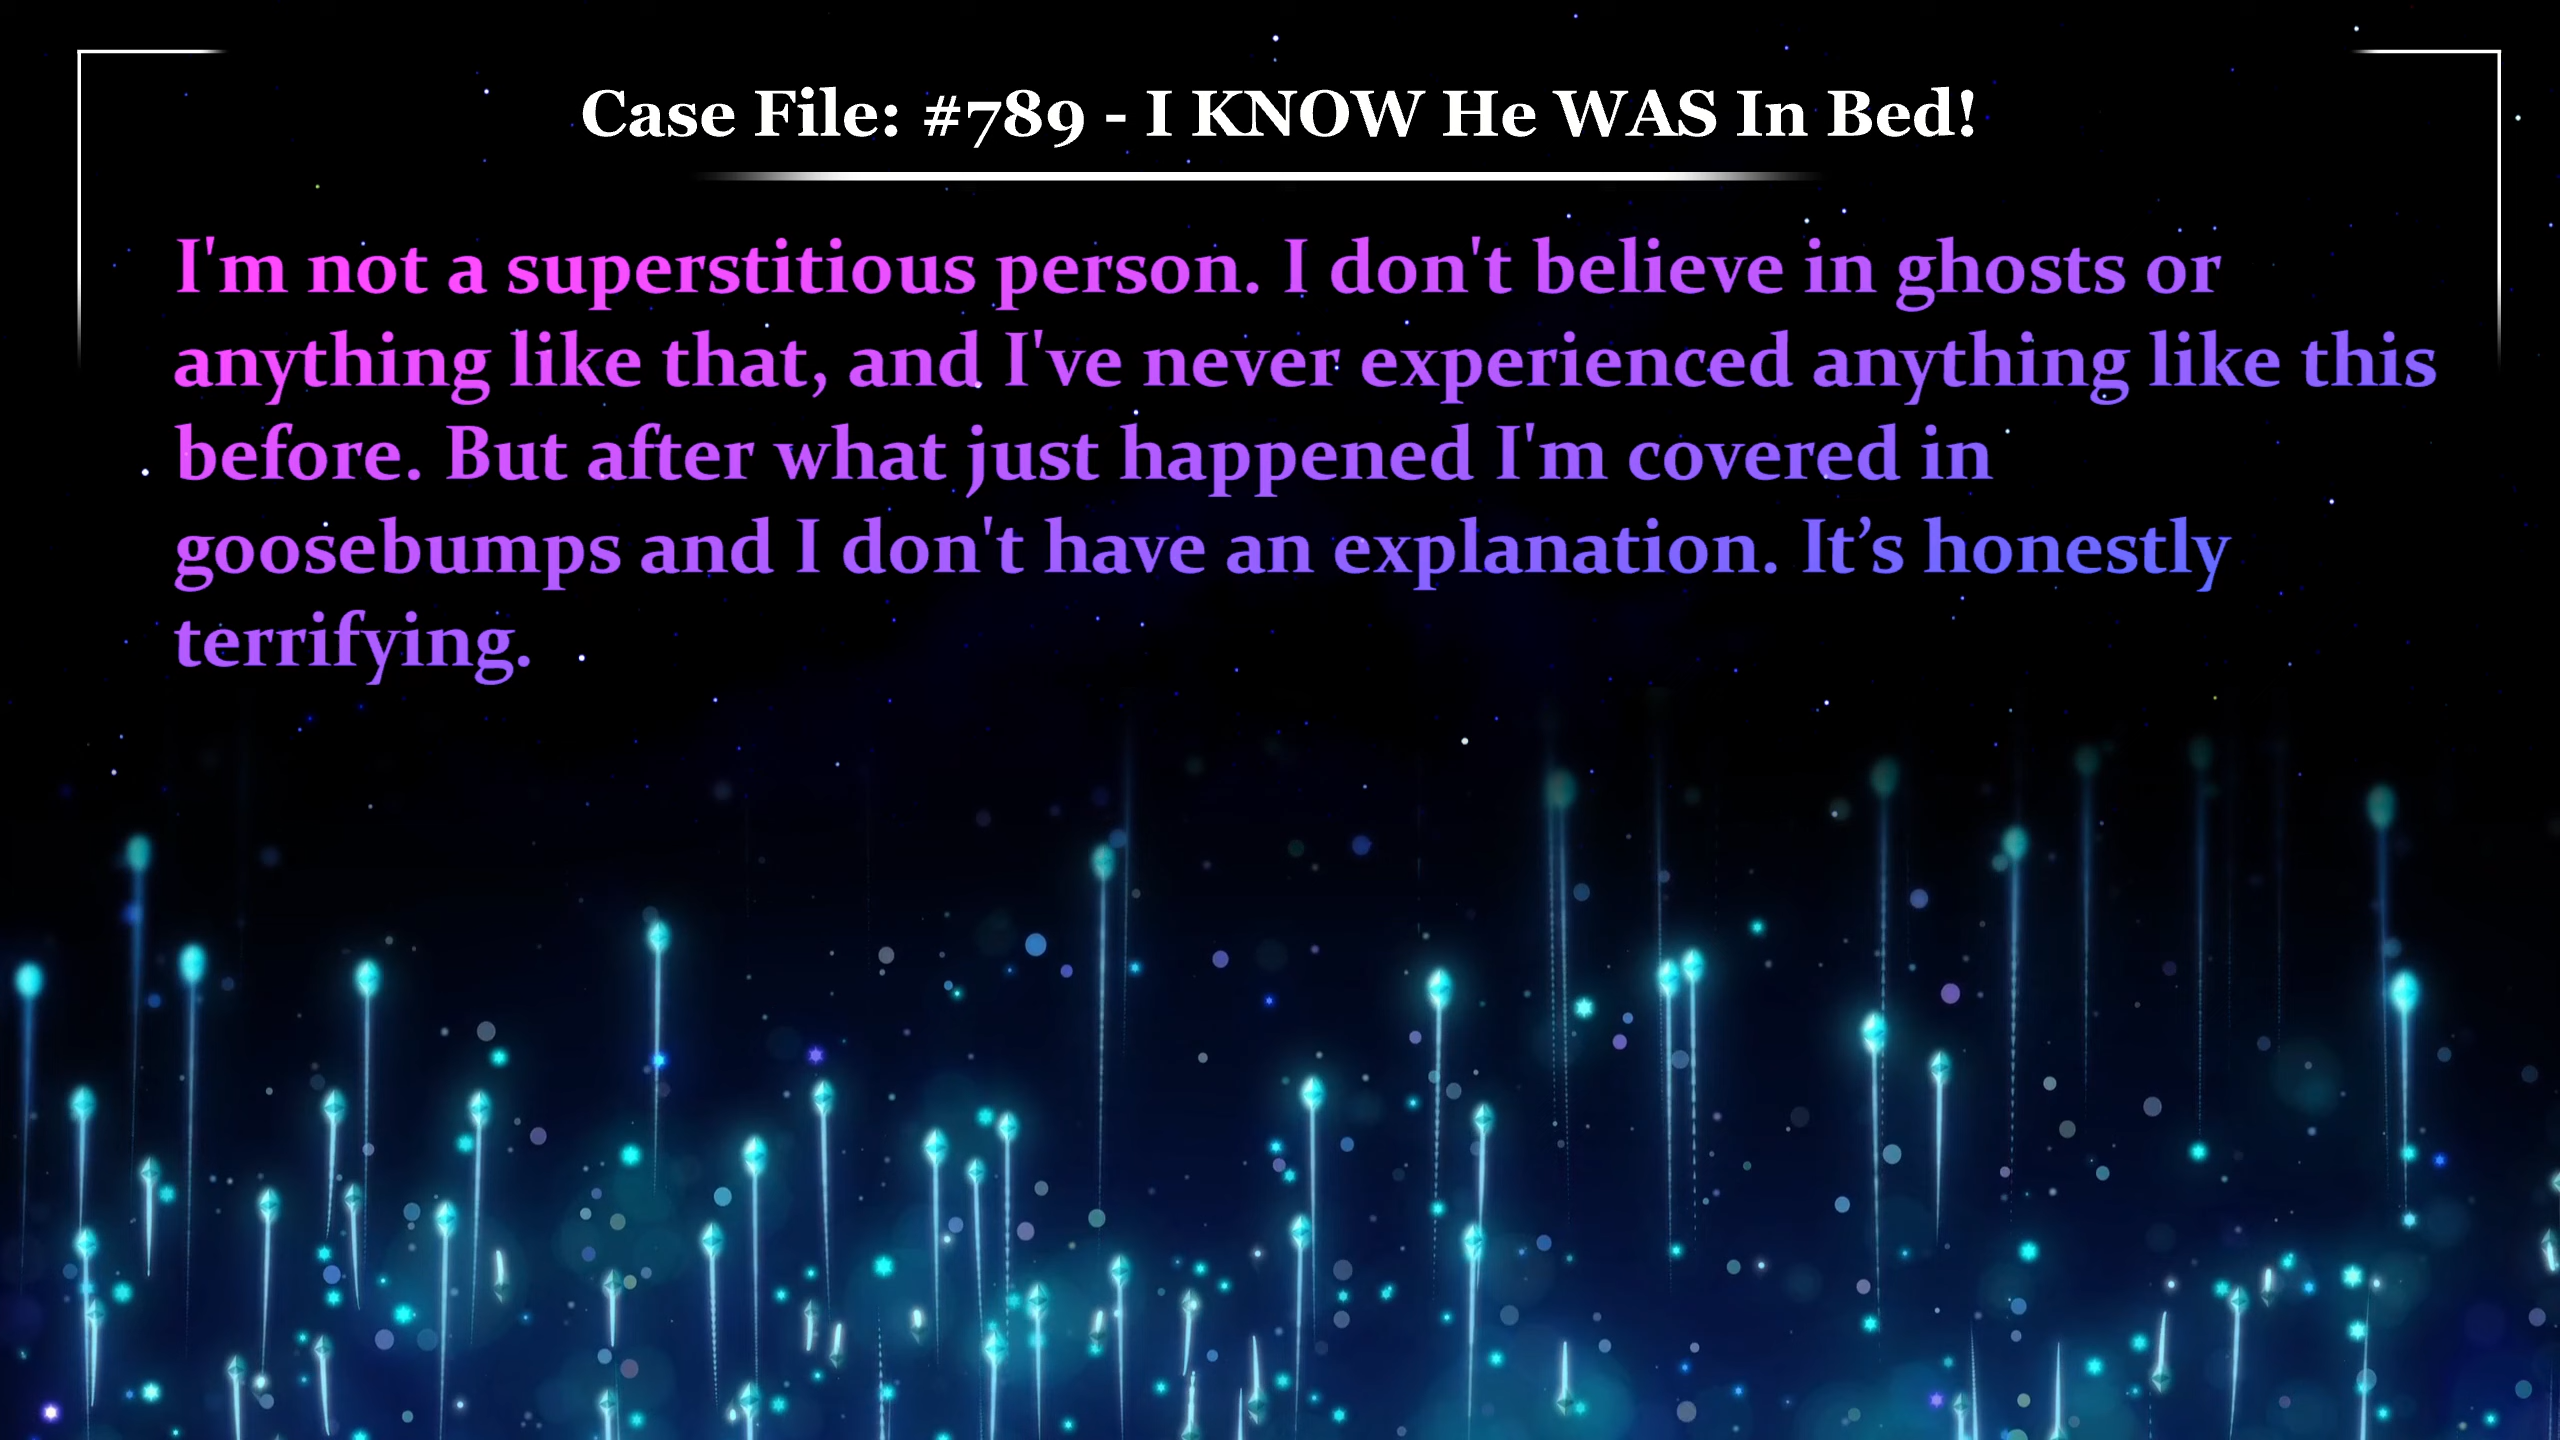 Case File: #789 - I KNOW He WAS In Bed!
I'm not a superstitious person. I don't believe in ghosts or
anything like that, and I've never experienced anything like this
before. But after what just happened I'm covered in
goosebumps and I don't have an explanation. It’s honestly
terrifying.